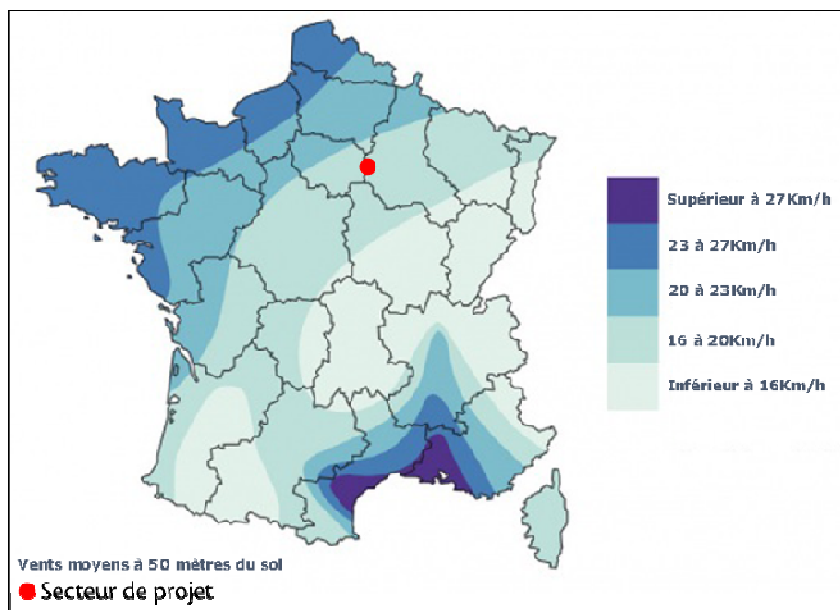 Supérieur à 27Km/h
23 à 27Km/h
20 à 23Km/h
16 à 20Km/h
Inférieur à 16Km/h
Vents moyens à 50 mètres du sol
Secteur de projet